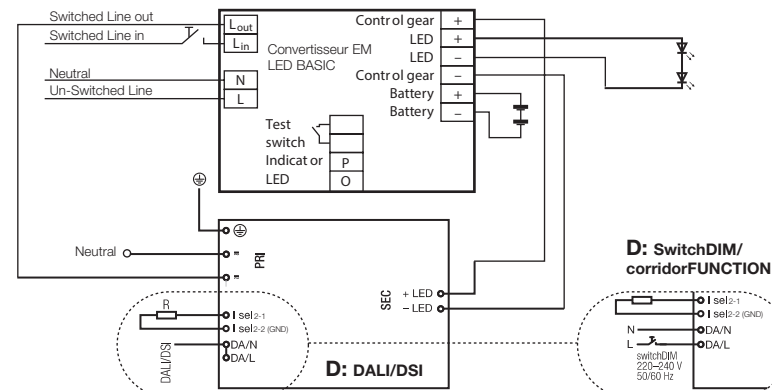 Switched Line out
Switched Line in
Neutral
Un-Switched Line
Lout
Lin
N
L
Convertisseur EM
LED BASIC
Control gear +
LED +
LED –
Control gear –
Battery +
Battery –
Test
switch
Indicator
LED
P
O
Neutral
PRI
SEC
+ LED
– LED
R
I sel2-1
I sel2-2 (GND)
DA/N
DA/L
DALI/DSI
D: DALI/DSI
D: SwitchDIM/
corridorFUNCTION
I sel2-1
I sel2-2 (GND)
N
DA/N
L
DA/L
switchDIM
220–240 V
50/60 Hz